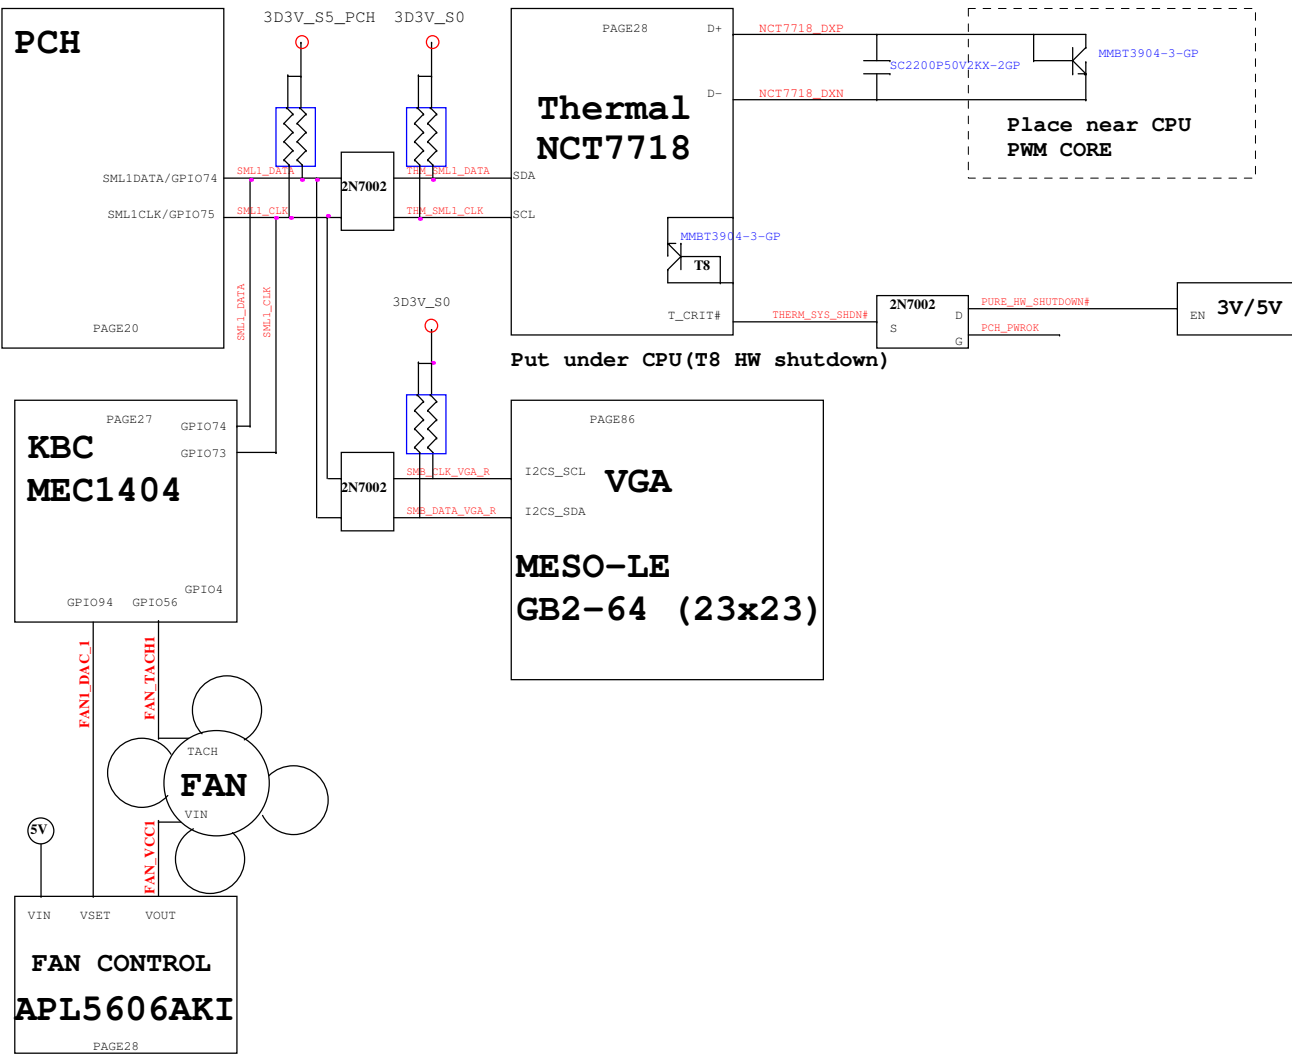 3D3V_S5_PCH
3D3V_S0
PCH
PAGE28
D+
NCT7718_DXP
SC2200P50V2KX-2GP
MMBT3904-3-GP
D-
NCT7718_DXN
Thermal
NCT7718
Place near CPU
PWM CORE
SML1DATA/GPIO74
SML1_DATA
2N7002
THM_SML1_DATA
SDA
SML1CLK/GPIO75
SML1_CLK
THM_SML1_CLK
SCL
MMBT3904-3-GP
T8
SML1_DATA
SML1_CLK
3D3V_S0
PAGE20
T_CRIT#
THERM_SYS_SHDN#
2N7002
S
D
G
PURE_HW_SHUTDOWN#
PCH_PWROK
EN
3V/5V
Put under CPU(T8 HW shutdown)
PAGE27
GPIO74
GPIO73
KBC
MEC1404
PAGE86
2N7002
SMB_CLK_VGA_R
I2CS_SCL
VGA
SMB_DATA_VGA_R
I2CS_SDA
MESO-LE
GB2-64 (23x23)
GPIO4
GPIO94
GPIO56
FAN1_DAC_1
FAN_TACH1
TACH
FAN
VIN
5V
FAN_VCC1
VIN
VSET
VOUT
FAN CONTROL
APL5606AKI
PAGE28